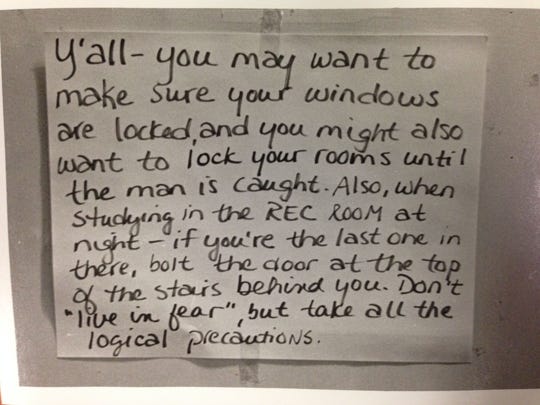 Y'all - you may want to
make sure your windows
are locked, and you might also
want to lock your rooms until
the man is caught. Also, when
studying in the REC ROOM at
night - if you're the last one in
there, bolt the door at the top
of the stairs behind you. Don't
"live in fear", but take all the
logical precautions.